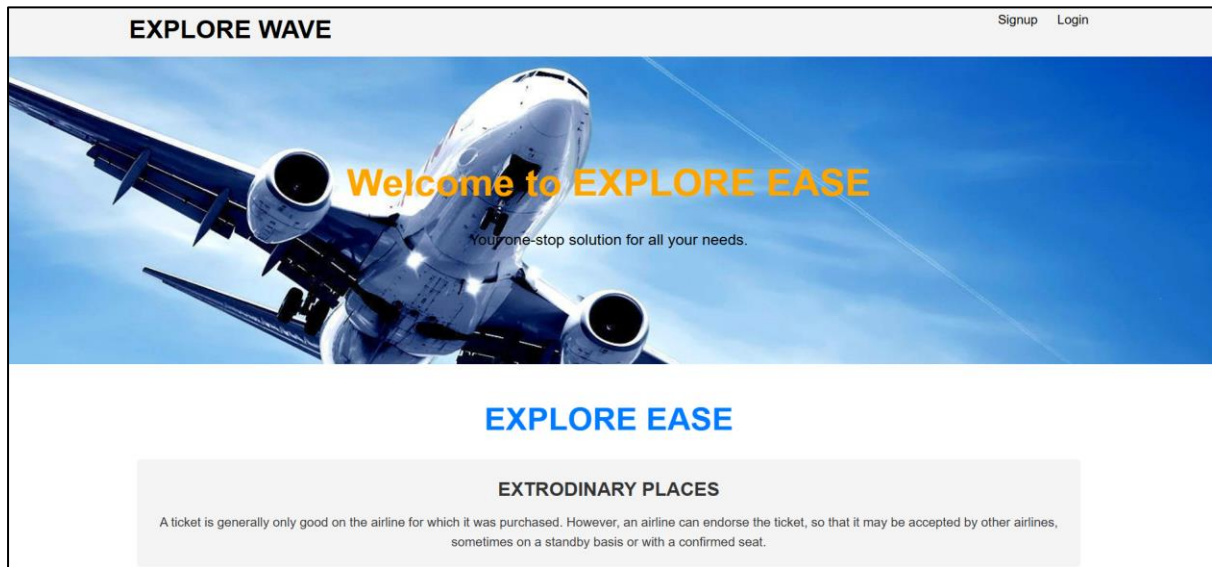 EXPLORE WAVE
Signup Login
Welcome to EXPLORE EASE
Your one-stop solution for all your needs.
EXPLORE EASE
EXTRODINARY PLACES
A ticket is generally only good on the airline for which it was purchased. However, an airline can endorse the ticket, so that it may be accepted by other airlines,
sometimes on a standby basis or with a confirmed seat.